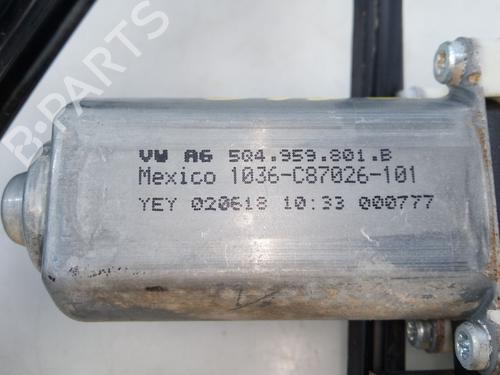 B-PARTS
VW AG 5Q4.959.801.B
Mexico 1036-C87026-101
YEY 020618 10:33 000777